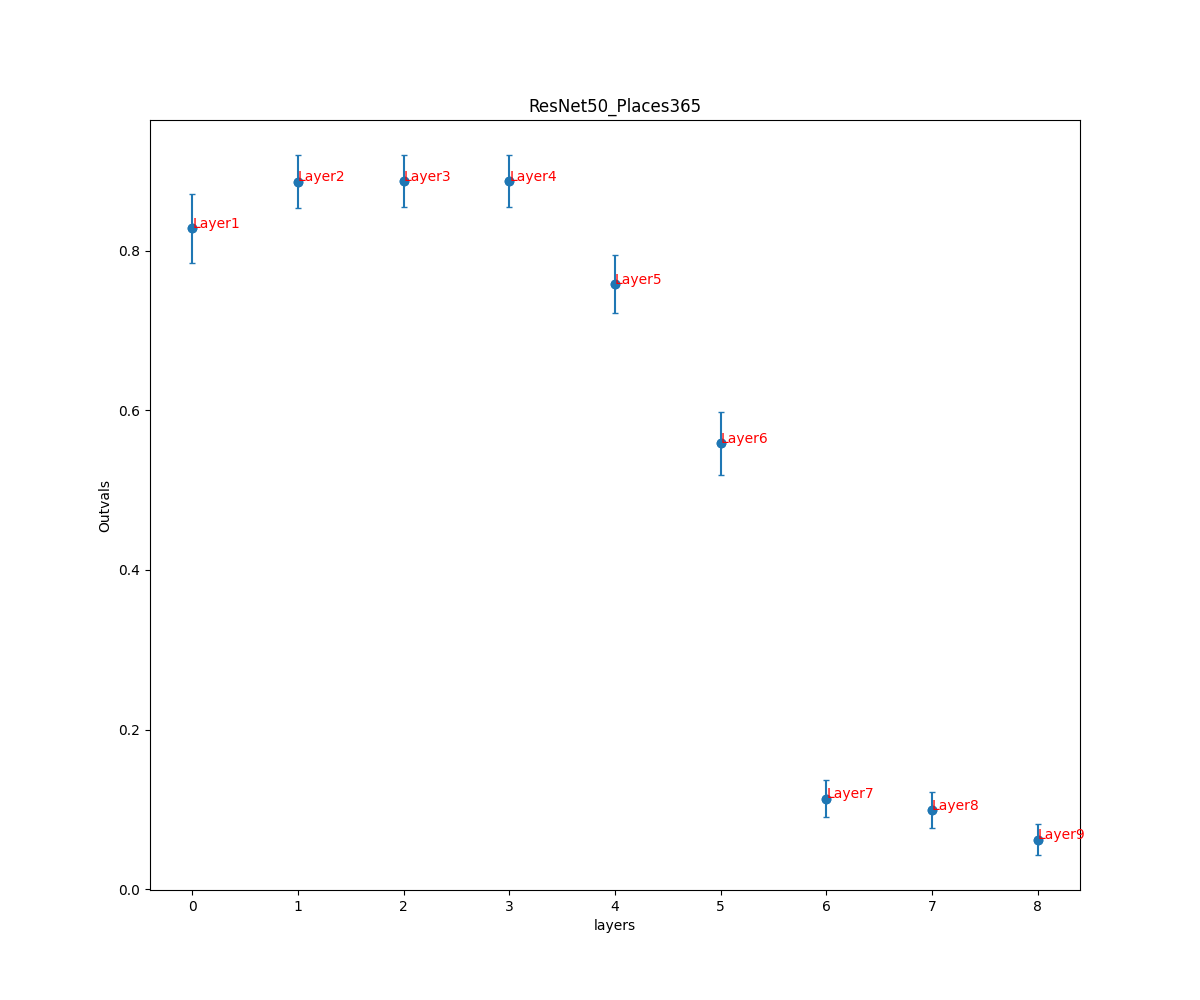 ResNet50_Places365
Layer1
Layer2
Layer3
Layer4
Layer5
Layer6
Layer7
Layer8
Layer9
0.8
0.6
0.4
0.2
0.0
Outvals
0 1 2 3 4 5 6 7 8
layers